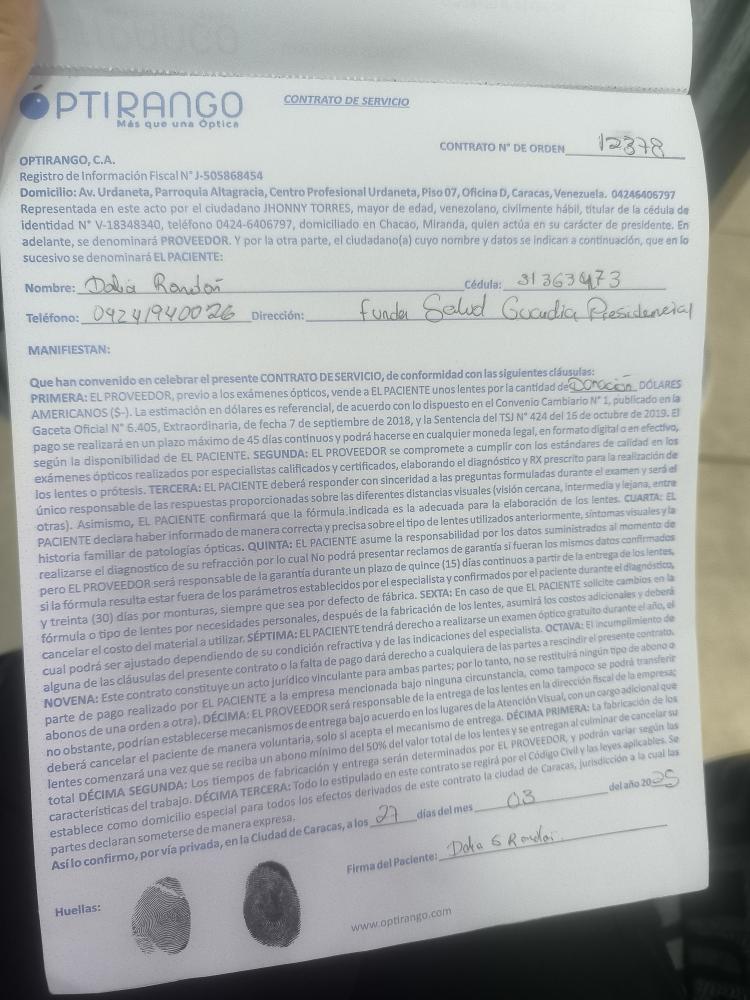 OPTIRANGO
Más que una Óptica
CONTRATO DE SERVICIO
CONTRATO N° DE ORDEN 12378
OPTIRANGO, C.A.
Registro de Información Fiscal N° J-505868454
Domicilio: Av. Urdaneta, Parroquia Altagracia, Centro Profesional Urdaneta, Piso 07, Oficina D, Caracas, Venezuela. 04246406797
Representada en este acto por el ciudadano JHONNY TORRES, mayor de edad, venezolano, civilmente hábil, titular de la cédula de
identidad N° V-18348340, teléfono 0424-6406797, domiciliado en Chacao, Miranda, quien actúa en su carácter de presidente. En
adelante, se denominará PROVEEDOR. Y por la otra parte, el ciudadano(a) cuyo nombre y datos se indican a continuación, que en lo
sucesivo se denominará EL PACIENTE:
Nombre: Dalia Rondón Cédula: 31363473
Teléfono: 04241940026 Dirección: Funda Salud Guardia Presidencial
MANIFIESTAN:
Que han convenido en celebrar el presente CONTRATO DE SERVICIO, de conformidad con las siguientes cláusulas:
PRIMERA: EL PROVEEDOR, previo a los exámenes ópticos, vende a EL PACIENTE unos lentes por la cantidad de Donación DÓLARES
AMERICANOS ($-). La estimación en dólares es referencial, de acuerdo con lo dispuesto en el Convenio Cambiario N° 1, publicado en la
Gaceta Oficial N° 6.405, Extraordinaria, de fecha 7 de septiembre de 2018, y la Sentencia del TSJ N° 424 del 16 de octubre de 2019. El
pago se realizará en un plazo máximo de 45 días continuos y podrá hacerse en cualquier moneda legal, en formato digital o en efectivo,
según la disponibilidad de EL PACIENTE. SEGUNDA: EL PROVEEDOR se compromete a cumplir con los estándares de calidad en los
exámenes ópticos realizados por especialistas calificados y certificados, elaborando el diagnóstico y RX prescrito para la realización de
los lentes o prótesis. TERCERA: EL PACIENTE deberá responder con sinceridad a las preguntas formuladas durante el examen y será el
único responsable de las respuestas proporcionadas sobre las diferentes distancias visuales (visión cercana, intermedia y lejana, entre
otras). Asimismo, EL PACIENTE confirmará que la fórmula indicada es la adecuada para la elaboración de los lentes. CUARTA: EL
PACIENTE declara haber informado de manera correcta y precisa sobre el tipo de lentes utilizados anteriormente, síntomas visuales y la
historia familiar de patologías ópticas. QUINTA: EL PACIENTE asume la responsabilidad por los datos suministrados al momento de
realizarse el diagnostico de su refracción por lo cual No podrá presentar reclamos de garantía si fueran los mismos datos confirmados
pero EL PROVEEDOR será responsable de la garantía durante un plazo de quince (15) días continuos a partir de la entrega de los lentes,
si la fórmula resulta estar fuera de los parámetros establecidos por el especialista y confirmados por el paciente durante el diagnóstico,
y treinta (30) días por monturas, siempre que sea por defecto de fábrica. SEXTA: En caso de que EL PACIENTE solicite cambios en la
fórmula o tipo de lentes por necesidades personales, después de la fabricación de los lentes, asumirá los costos adicionales y deberá
cancelar el costo del material a utilizar. SÉPTIMA: EL PACIENTE tendrá derecho a realizarse un examen óptico gratuito durante el año, el
cual podrá ser ajustado dependiendo de su condición refractiva y de las indicaciones del especialista. OCTAVA: El incumplimiento de
alguna de las cláusulas del presente contrato o la falta de pago dará derecho a cualquiera de las partes a rescindir el presente contrato.
NOVENA: Este contrato constituye un acto jurídico vinculante para ambas partes; por lo tanto, no se restituirá ningún tipo de abono o
parte de pago realizado por EL PACIENTE a la empresa mencionada bajo ninguna circunstancia, como tampoco se podrá transferir
abonos de una orden a otra). DÉCIMA: EL PROVEEDOR será responsable de la entrega de los lentes en la dirección fiscal de la empresa;
no obstante, podrían establecerse mecanismos de entrega bajo acuerdo en los lugares de la Atención Visual, con un cargo adicional que
deberá cancelar el paciente de manera voluntaria, solo si acepta el mecanismo de entrega. DÉCIMA PRIMERA: La fabricación de los
lentes comenzará una vez que se reciba un abono mínimo del 50% del valor total de los lentes y se entregan al culminar de cancelar su
total DÉCIMA SEGUNDA: Los tiempos de fabricación y entrega serán determinados por EL PROVEEDOR, y podrán variar según las
características del trabajo. DÉCIMA TERCERA: Todo lo estipulado en este contrato se regirá por el Código Civil y las leyes aplicables. Se
establece como domicilio especial para todos los efectos derivados de este contrato la ciudad de Caracas, jurisdicción a la cual las
partes declaran someterse de manera expresa.
Así lo confirmo, por vía privada, en la Ciudad de Caracas, a los 27 días del mes 03 del año 2025
Firma del Paciente: Dalia S Rondón
Huellas:
www.optirango.com